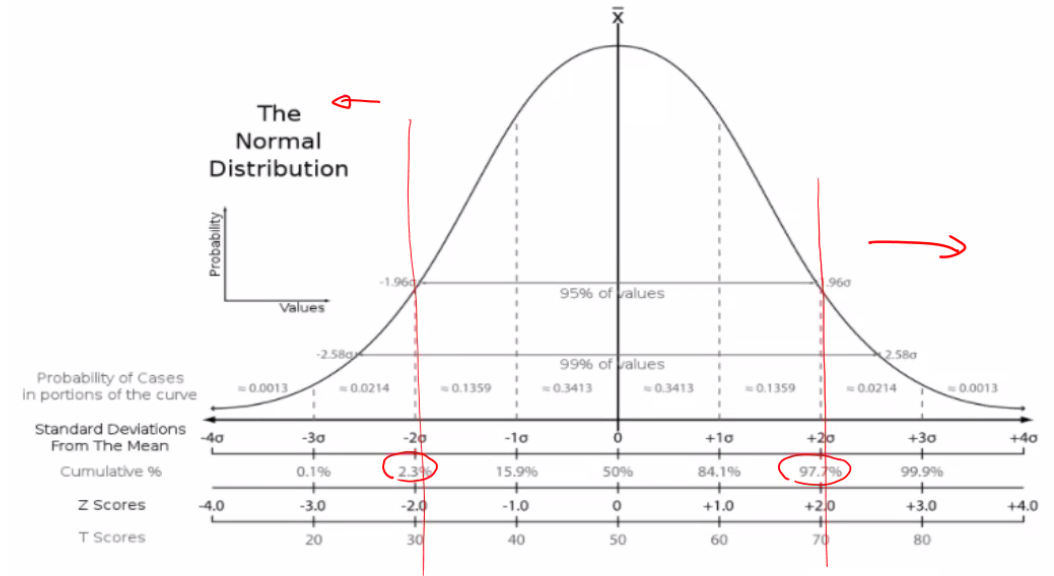 x̄
The
Normal
Distribution
Probability
Values
-1.96σ
.96σ
95% of values
-2.58σ
2.58σ
99% of values
Probability of Cases
in portions of the curve
≈0.0013 ≈0.0214 ≈0.1359 ≈0.3413 ≈0.3413 ≈0.1359 ≈0.0214 ≈0.0013
Standard Deviations
From The Mean
-4σ -3σ -2σ -1σ 0 +1σ +2σ +3σ +4σ
Cumulative % 0.1% 2.3% 15.9% 50% 84.1% 97.7% 99.9%
Z Scores -4.0 -3.0 -2.0 -1.0 0 +1.0 +2.0 +3.0 +4.0
T Scores 20 30 40 50 60 70 80